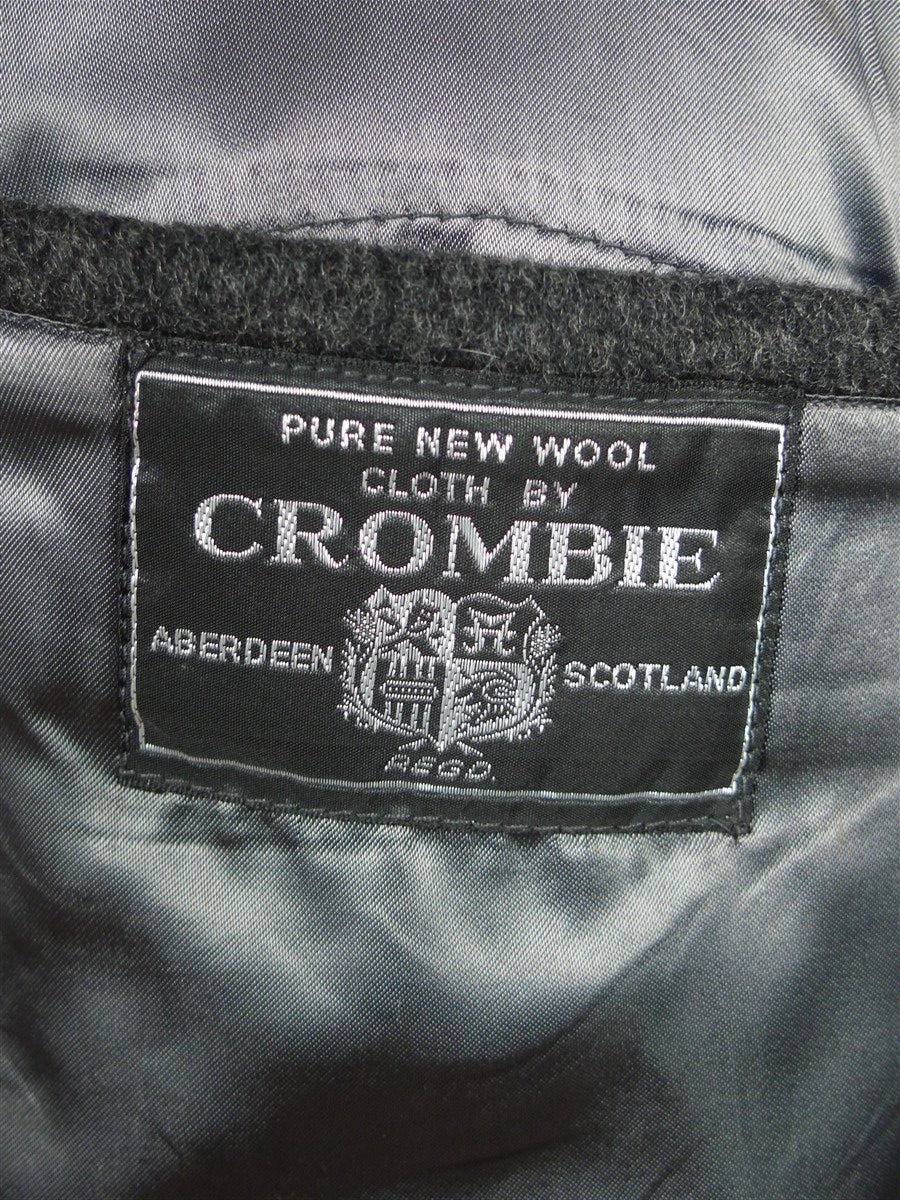 PURE NEW WOOL
CLOTH BY
CROMBIE
ABERDEEN SCOTLAND
REGD.